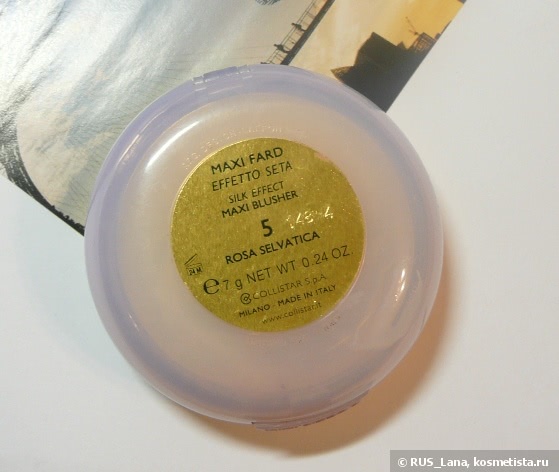 MAXI FARD
EFFETTO SETA
SILK EFFECT
MAXI BLUSHER
5
ROSA SELVATICA
24 M
℮ 7 g NET WT 0.24 OZ.
© COLLISTAR S.p.A.
MILANO - MADE IN ITALY
www.collistar.it
© RUS_Lana, kosmetista.ru